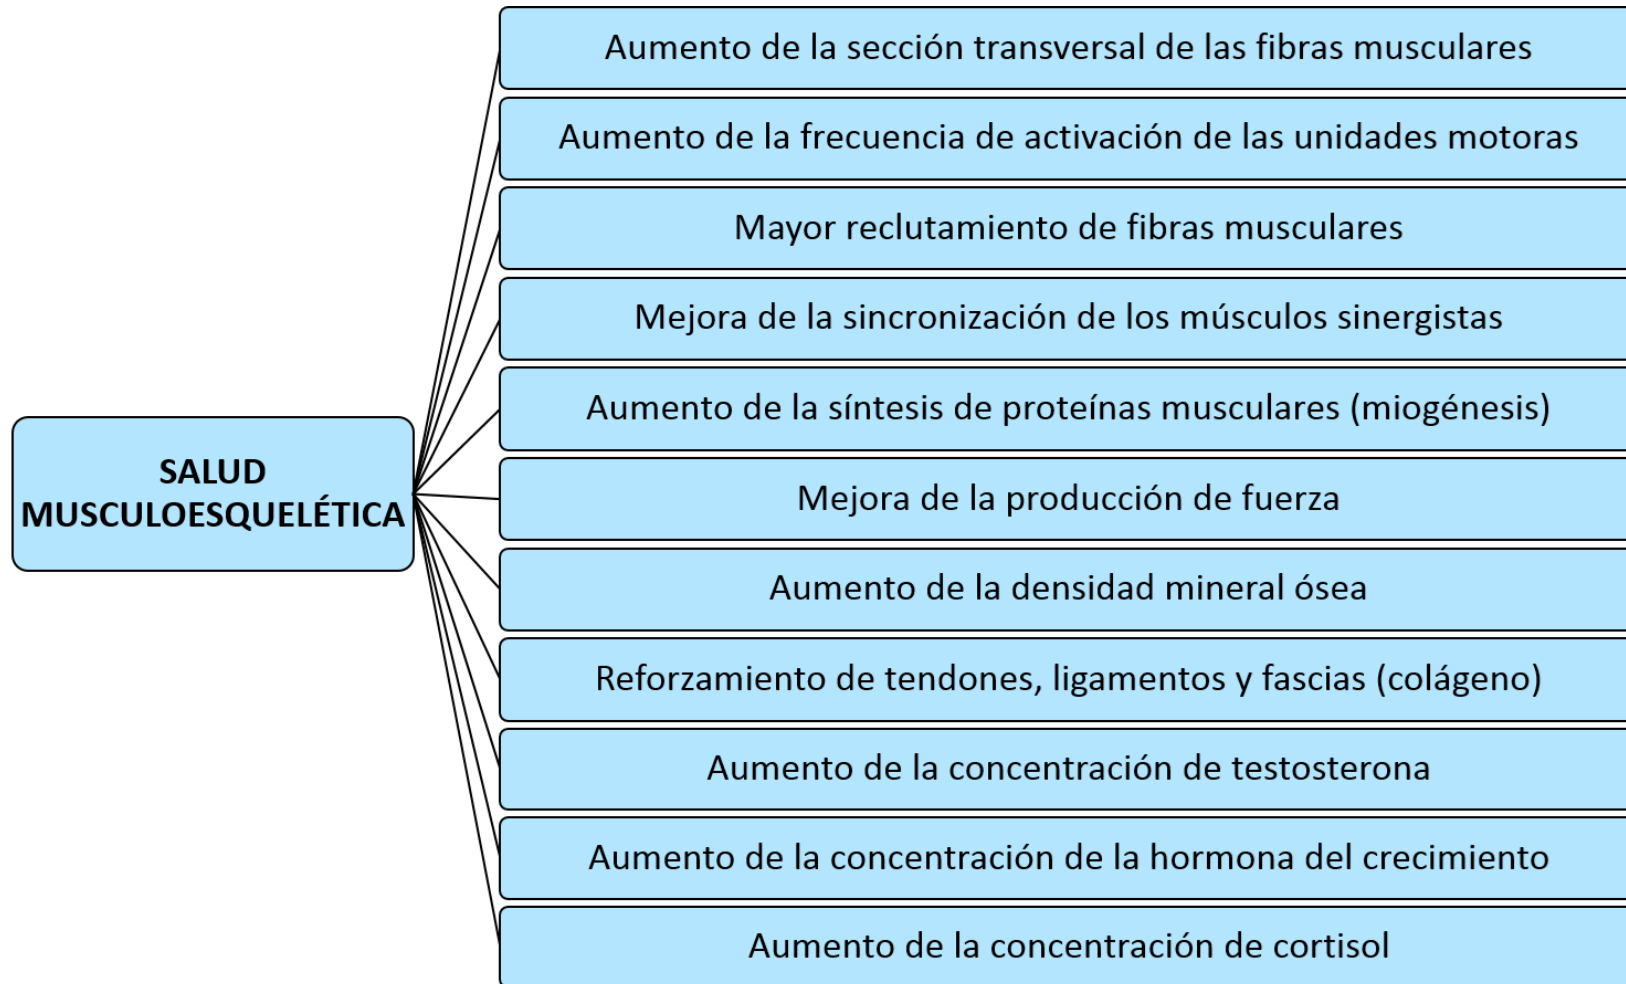 Aumento de la sección transversal de las fibras musculares
Aumento de la frecuencia de activación de las unidades motoras
Mayor reclutamiento de fibras musculares
Mejora de la sincronización de los músculos sinergistas
Aumento de la síntesis de proteínas musculares (miogénesis)
SALUD
MUSCULOESQUELÉTICA
Mejora de la producción de fuerza
Aumento de la densidad mineral ósea
Reforzamiento de tendones, ligamentos y fascias (colágeno)
Aumento de la concentración de testosterona
Aumento de la concentración de la hormona del crecimiento
Aumento de la concentración de cortisol